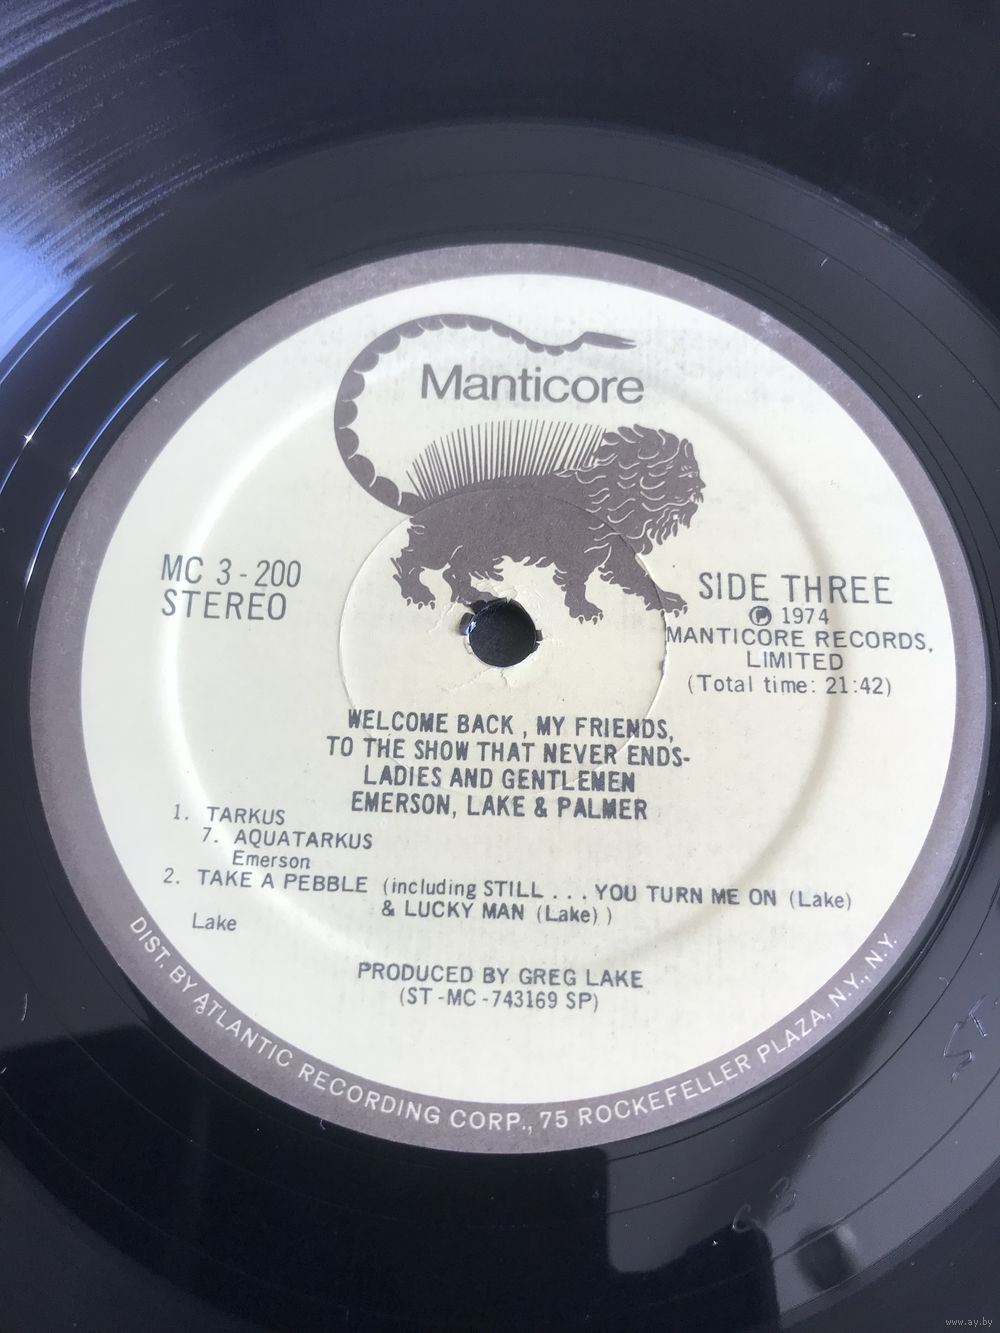 Manticore
MC 3-200
STEREO
SIDE THREE
Ⓟ 1974
MANTICORE RECORDS,
LIMITED
(Total time: 21:42)
WELCOME BACK, MY FRIENDS,
TO THE SHOW THAT NEVER ENDS-
LADIES AND GENTLEMEN
EMERSON, LAKE & PALMER
1. TARKUS
7. AQUATARKUS
Emerson
2. TAKE A PEBBLE (including STILL . . . YOU TURN ME ON (Lake)
& LUCKY MAN (Lake) )
Lake
PRODUCED BY GREG LAKE
(ST-MC-743169 SP)
DIST. BY ATLANTIC RECORDING CORP., 75 ROCKEFELLER PLAZA, N.Y., N.Y.
www.ay.by